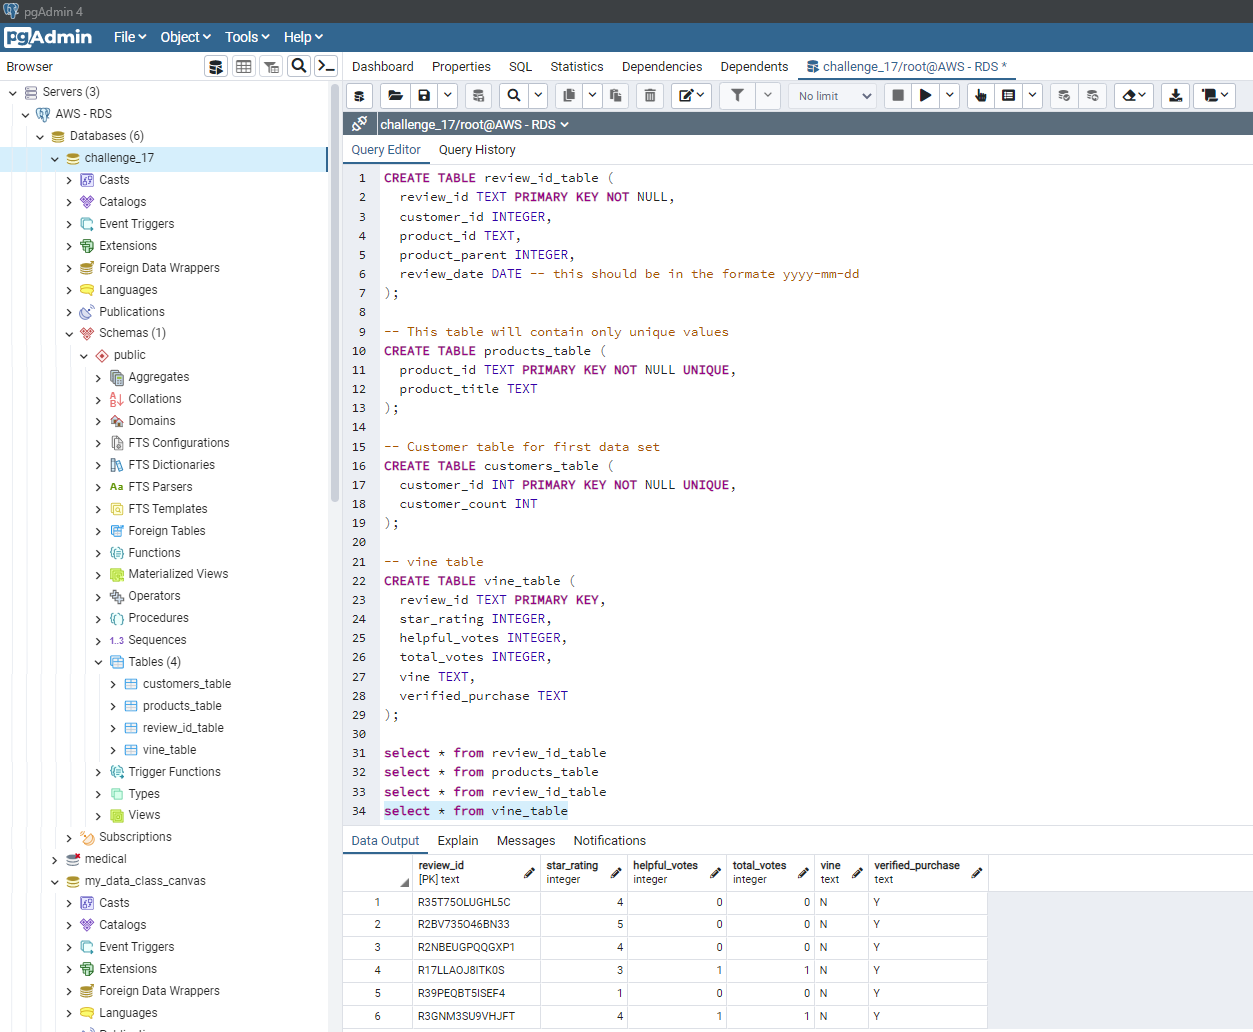 pgAdmin 4
pgAdmin File Object Tools Help
Browser
Dashboard Properties SQL Statistics Dependencies Dependents challenge_17/root@AWS - RDS *
No limit
challenge_17/root@AWS - RDS
Query Editor Query History
Servers (3)
AWS - RDS
Databases (6)
challenge_17
Casts
Catalogs
Event Triggers
Extensions
Foreign Data Wrappers
Languages
Publications
Schemas (1)
public
Aggregates
Collations
Domains
FTS Configurations
FTS Dictionaries
Aa FTS Parsers
FTS Templates
Foreign Tables
Functions
Materialized Views
Operators
Procedures
1..3 Sequences
Tables (4)
customers_table
products_table
review_id_table
vine_table
Trigger Functions
Types
Views
Subscriptions
medical
my_data_class_canvas
Casts
Catalogs
Event Triggers
Extensions
Foreign Data Wrappers
Languages
1 CREATE TABLE review_id_table (
2 review_id TEXT PRIMARY KEY NOT NULL,
3 customer_id INTEGER,
4 product_id TEXT,
5 product_parent INTEGER,
6 review_date DATE -- this should be in the formate yyyy-mm-dd
7 );
8
9 -- This table will contain only unique values
10 CREATE TABLE products_table (
11 product_id TEXT PRIMARY KEY NOT NULL UNIQUE,
12 product_title TEXT
13 );
14
15 -- Customer table for first data set
16 CREATE TABLE customers_table (
17 customer_id INT PRIMARY KEY NOT NULL UNIQUE,
18 customer_count INT
19 );
20
21 -- vine table
22 CREATE TABLE vine_table (
23 review_id TEXT PRIMARY KEY,
24 star_rating INTEGER,
25 helpful_votes INTEGER,
26 total_votes INTEGER,
27 vine TEXT,
28 verified_purchase TEXT
29 );
30
31 select * from review_id_table
32 select * from products_table
33 select * from review_id_table
34 select * from vine_table
Data Output Explain Messages Notifications
review_id star_rating helpful_votes total_votes vine verified_purchase
[PK] text integer integer integer text text
1 R35T75OLUGHL5C 4 0 0 N Y
2 R2BV735O46BN33 5 0 0 N Y
3 R2NBEUGPQQGXP1 4 0 0 N Y
4 R17LLAOJ8ITK0S 3 1 1 N Y
5 R39PEQBT5ISEF4 1 0 0 N Y
6 R3GNM3SU9VHJFT 4 1 1 N Y